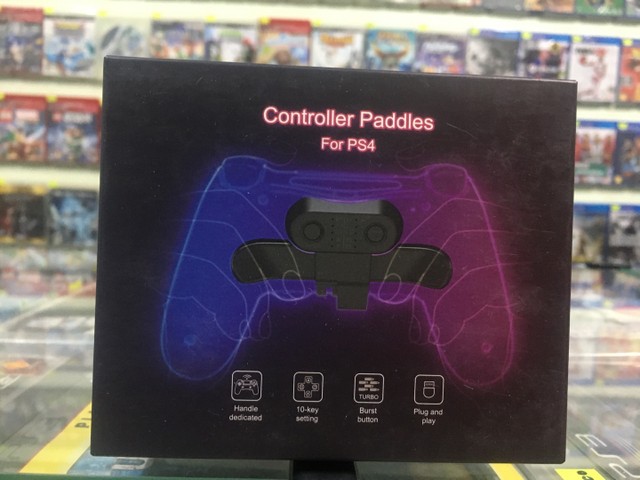 Controller Paddles
For PS4
TURBO
Handle
dedicated
10-key
setting
Burst
button
Plug and
play